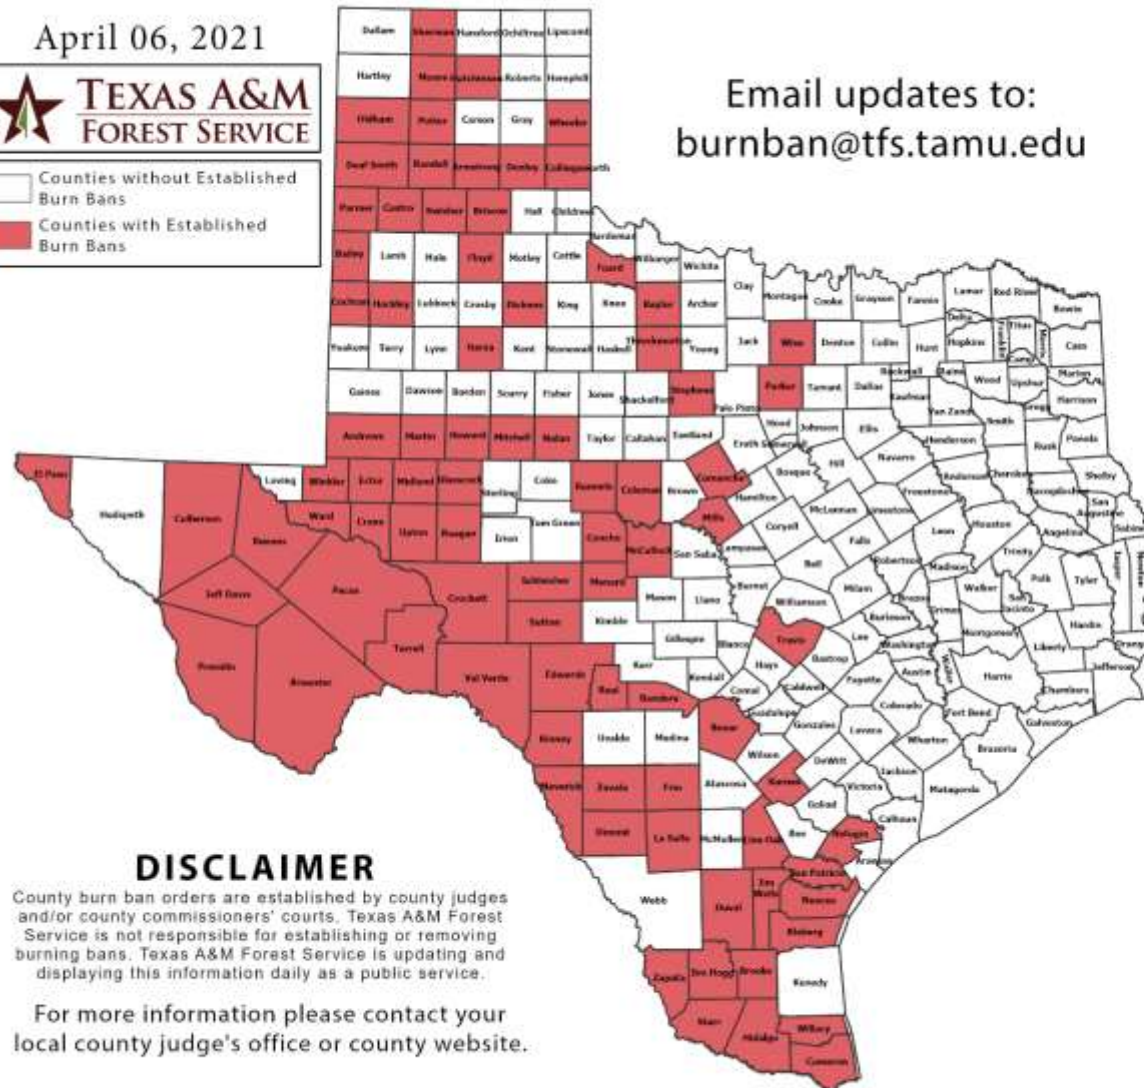 April 06, 2021
TEXAS A&M
FOREST SERVICE
Counties without Established
Burn Bans
Counties with Established
Burn Bans
Email updates to:
burnban@tfs.tamu.edu
Dallam Sherman Hansford Ochiltree Lipscomb
Hartley Moore Hutchinson Roberts Hemphill
Oldham Potter Carson Gray Wheeler
Deaf Smith Randall Armstrong Donley Collingsworth
Parmer Castro Swisher Briscoe Hall Childress
Hardeman
Bailey Lamb Hale Floyd Motley Cottle Foard Wilbarger Wichita
Clay Montague Cooke Grayson Fannin Lamar Red River Bowie
Cochran Hockley Lubbock Crosby Dickens King Knox Baylor Archer
Delta Titus Franklin Morris
Yoakum Terry Lynn Garza Kent Stonewall Haskell Throckmorton Young Jack Wise Denton Collin Hunt Hopkins Camp Cass
Rockwall Rains Wood Upshur Marion
Gaines Dawson Borden Scurry Fisher Jones Shackelford Stephens Palo Pinto Parker Tarrant Dallas Kaufman Van Zandt Gregg Harrison
Andrews Martin Howard Mitchell Nolan Taylor Callahan Eastland Erath Hood Somervell Johnson Ellis Henderson Smith Rusk Panola
El Paso Hudspeth Culberson Loving Winkler Ector Midland Glasscock Sterling Coke Runnels Coleman Brown Comanche Hamilton Bosque Hill Navarro Freestone Anderson Cherokee Nacogdoches Shelby
San
Augustine
Sabine
Reeves Ward Crane Upton Reagan Irion Tom Green Concho McCulloch San Saba Mills Lampasas Coryell McLennan Limestone Falls Leon Houston Angelina
Jeff Davis Pecos Crockett Schleicher Menard Mason Llano Burnet Bell Milam Robertson Madison Walker Trinity Polk Tyler Jasper
Presidio Brewster Terrell Sutton Kimble Gillespie Blanco Williamson Travis Lee Burleson Brazos Grimes Montgomery San
Jacinto Liberty Hardin Orange
Val Verde Edwards Real Kerr Kendall Bandera Comal Hays Caldwell Bastrop Fayette Washington Austin Waller Harris Chambers Jefferson
Kinney Uvalde Medina Bexar Guadalupe Gonzales Lavaca Colorado Wharton Fort Bend Brazoria Galveston
Maverick Zavala Frio Atascosa Wilson Karnes DeWitt Victoria Jackson Matagorda
Dimmit La Salle McMullen Live Oak Bee Goliad Refugio Calhoun Aransas
Webb Duval Jim
Wells San Patricio Nueces Kleberg
Zapata Jim Hogg Brooks Kenedy
Starr Hidalgo Willacy Cameron
DISCLAIMER
County burn ban orders are established by county judges
and/or county commissioners' courts. Texas A&M Forest
Service is not responsible for establishing or removing
burning bans. Texas A&M Forest Service is updating and
displaying this information daily as a public service.
For more information please contact your
local county judge's office or county website.